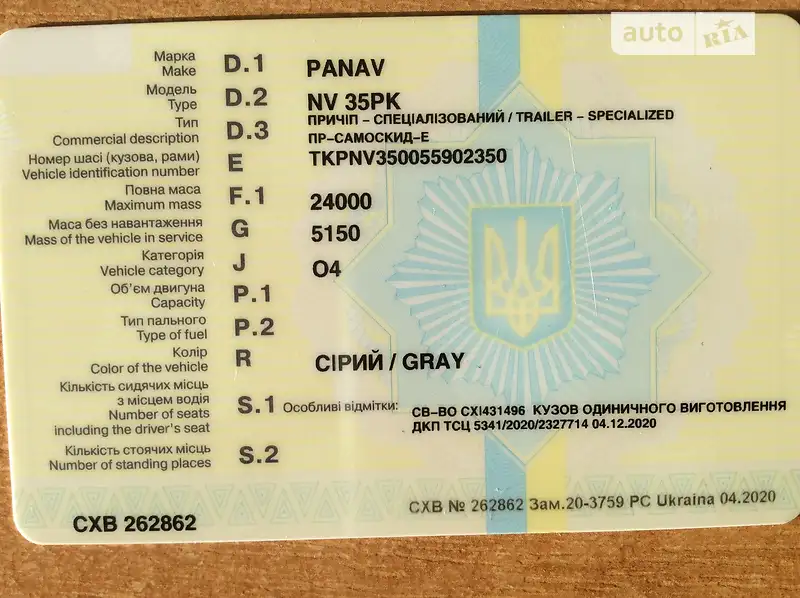 auto RIA
Марка D.1 PANAV
Make
Модель D.2 NV 35PK
Type
Тип D.3 ПРИЧІП – СПЕЦІАЛІЗОВАНИЙ / TRAILER – SPECIALIZED
Commercial description ПР-САМОСКИД-Е
Номер шасі (кузова, рами) E TKPNV350055902350
Vehicle identification number
Повна маса F.1 24000
Maximum mass
Маса без навантаження G 5150
Mass of the vehicle in service
Категорія J O4
Vehicle category
Об'єм двигуна P.1
Capacity
Тип пального P.2
Type of fuel
Колір R СІРИЙ / GRAY
Color of the vehicle
Кількість сидячих місць
з місцем водія S.1 Особливі відмітки: СВ-ВО СХІ431496 КУЗОВ ОДИНИЧНОГО ВИГОТОВЛЕННЯ
Number of seats ДКП ТСЦ 5341/2020/2327714 04.12.2020
including the driver's seat
Кількість стоячих місць S.2
Number of standing places
СХВ № 262862 Зам.20-3759 РС Ukraina 04.2020
СХВ 262862